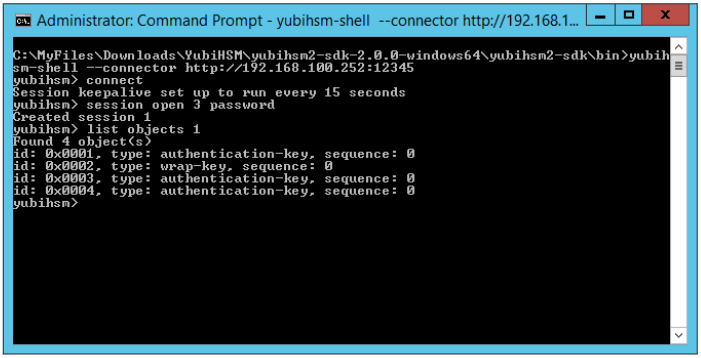 Administrator: Command Prompt - yubihsm-shell --connector http://192.168.1...
C:\MyFiles\Downloads\YubiHSM\yubihsm2-sdk-2.0.0-windows64\yubihsm2-sdk\bin>yubih
sm-shell --connector http://192.168.100.252:12345
yubihsm> connect
Session keepalive set up to run every 15 seconds
yubihsm> session open 3 password
Created session 1
yubihsm> list objects 1
Found 4 object(s)
id: 0x0001, type: authentication-key, sequence: 0
id: 0x0002, type: wrap-key, sequence: 0
id: 0x0003, type: authentication-key, sequence: 0
id: 0x0004, type: authentication-key, sequence: 0
yubihsm>